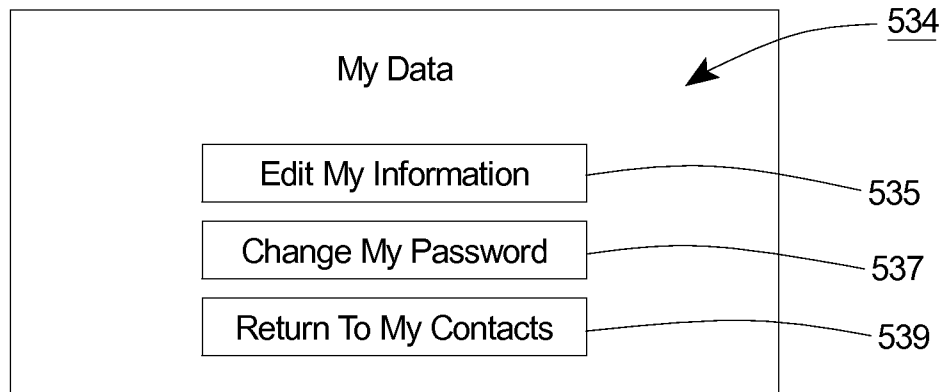 534
My Data
Edit My Information
535
Change My Password
537
Return To My Contacts
539